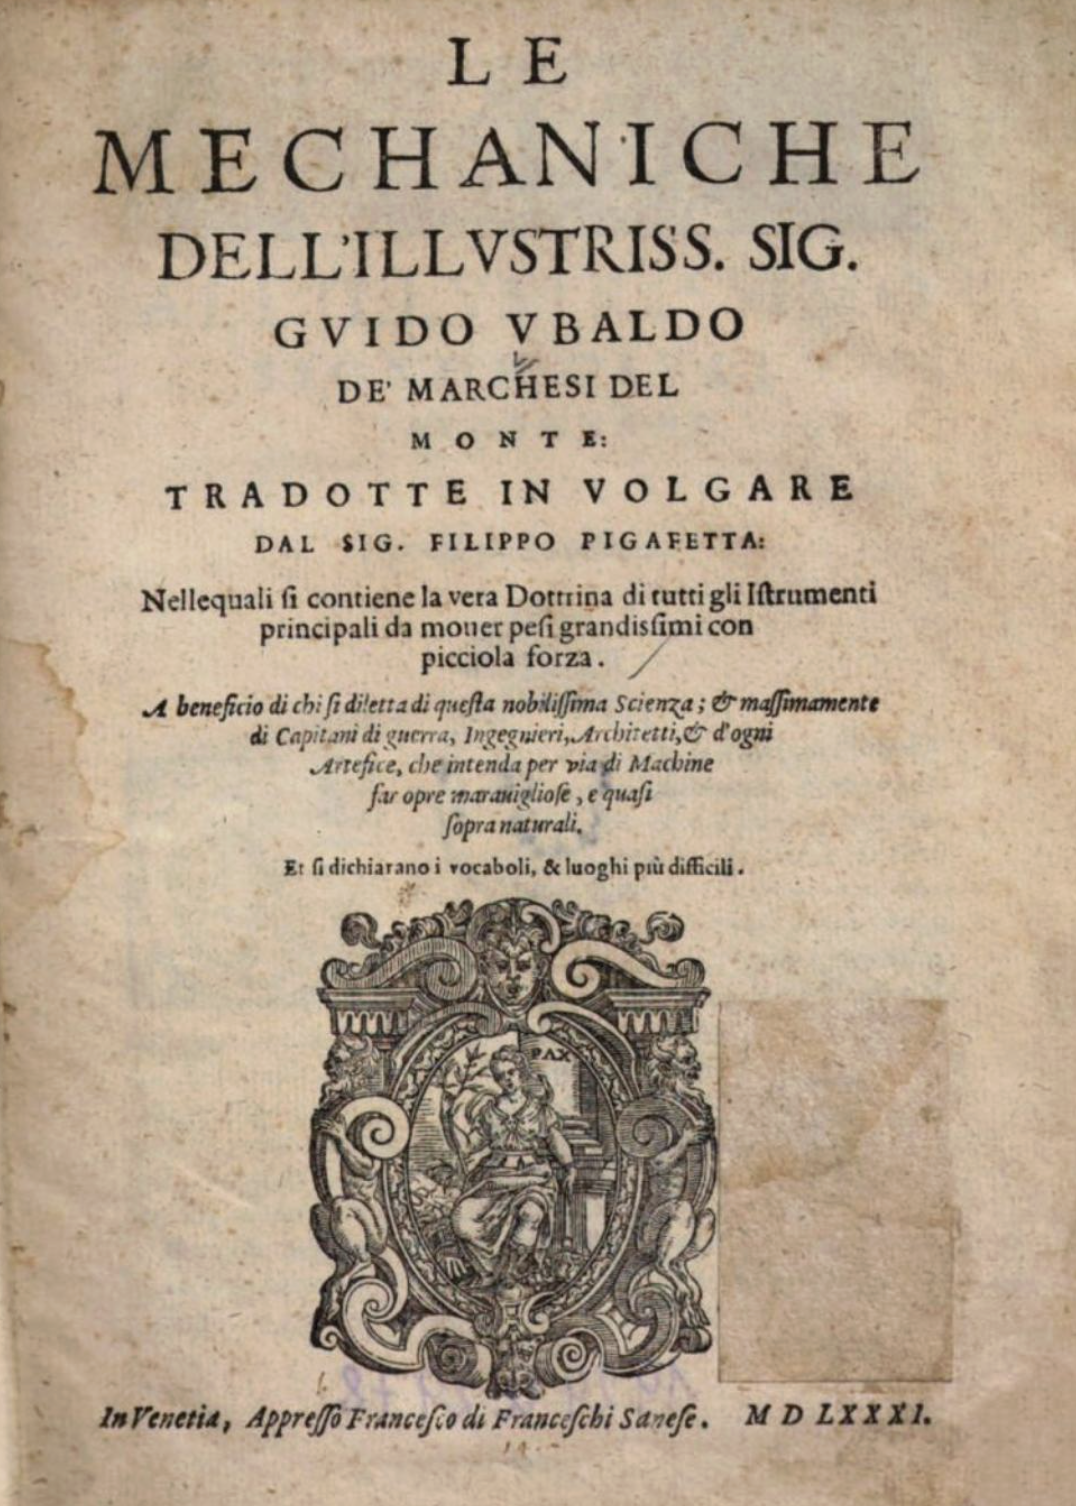 LE
MECHANICHE
DELL'ILLVSTRISS. SIG.
GVIDO VBALDO
DE' MARCHESI DEL
MONTE:
TRADOTTE IN VOLGARE
DAL SIG. FILIPPO PIGAFETTA:
Nellequali ſi contiene la vera Dottrina di tutti gli Iſtrumenti
principali da mouer peſi grandisſimi con
picciola forza.
A beneficio di chi ſi diletta di queſta nobiliſſima Scienza; & maſſimamente
di Capitani di guerra, Ingegnieri, Architetti, & d'ogni
Artefice, che intenda per via di Machine
far opre marauiglioſe, e quaſi
ſopra naturali.
Et ſi dichiarano i vocaboli, & luoghi più difficili.
PAX
In Venetia, Appreſſo Franceſco di Franceſchi Saneſe. M D LXXXI.